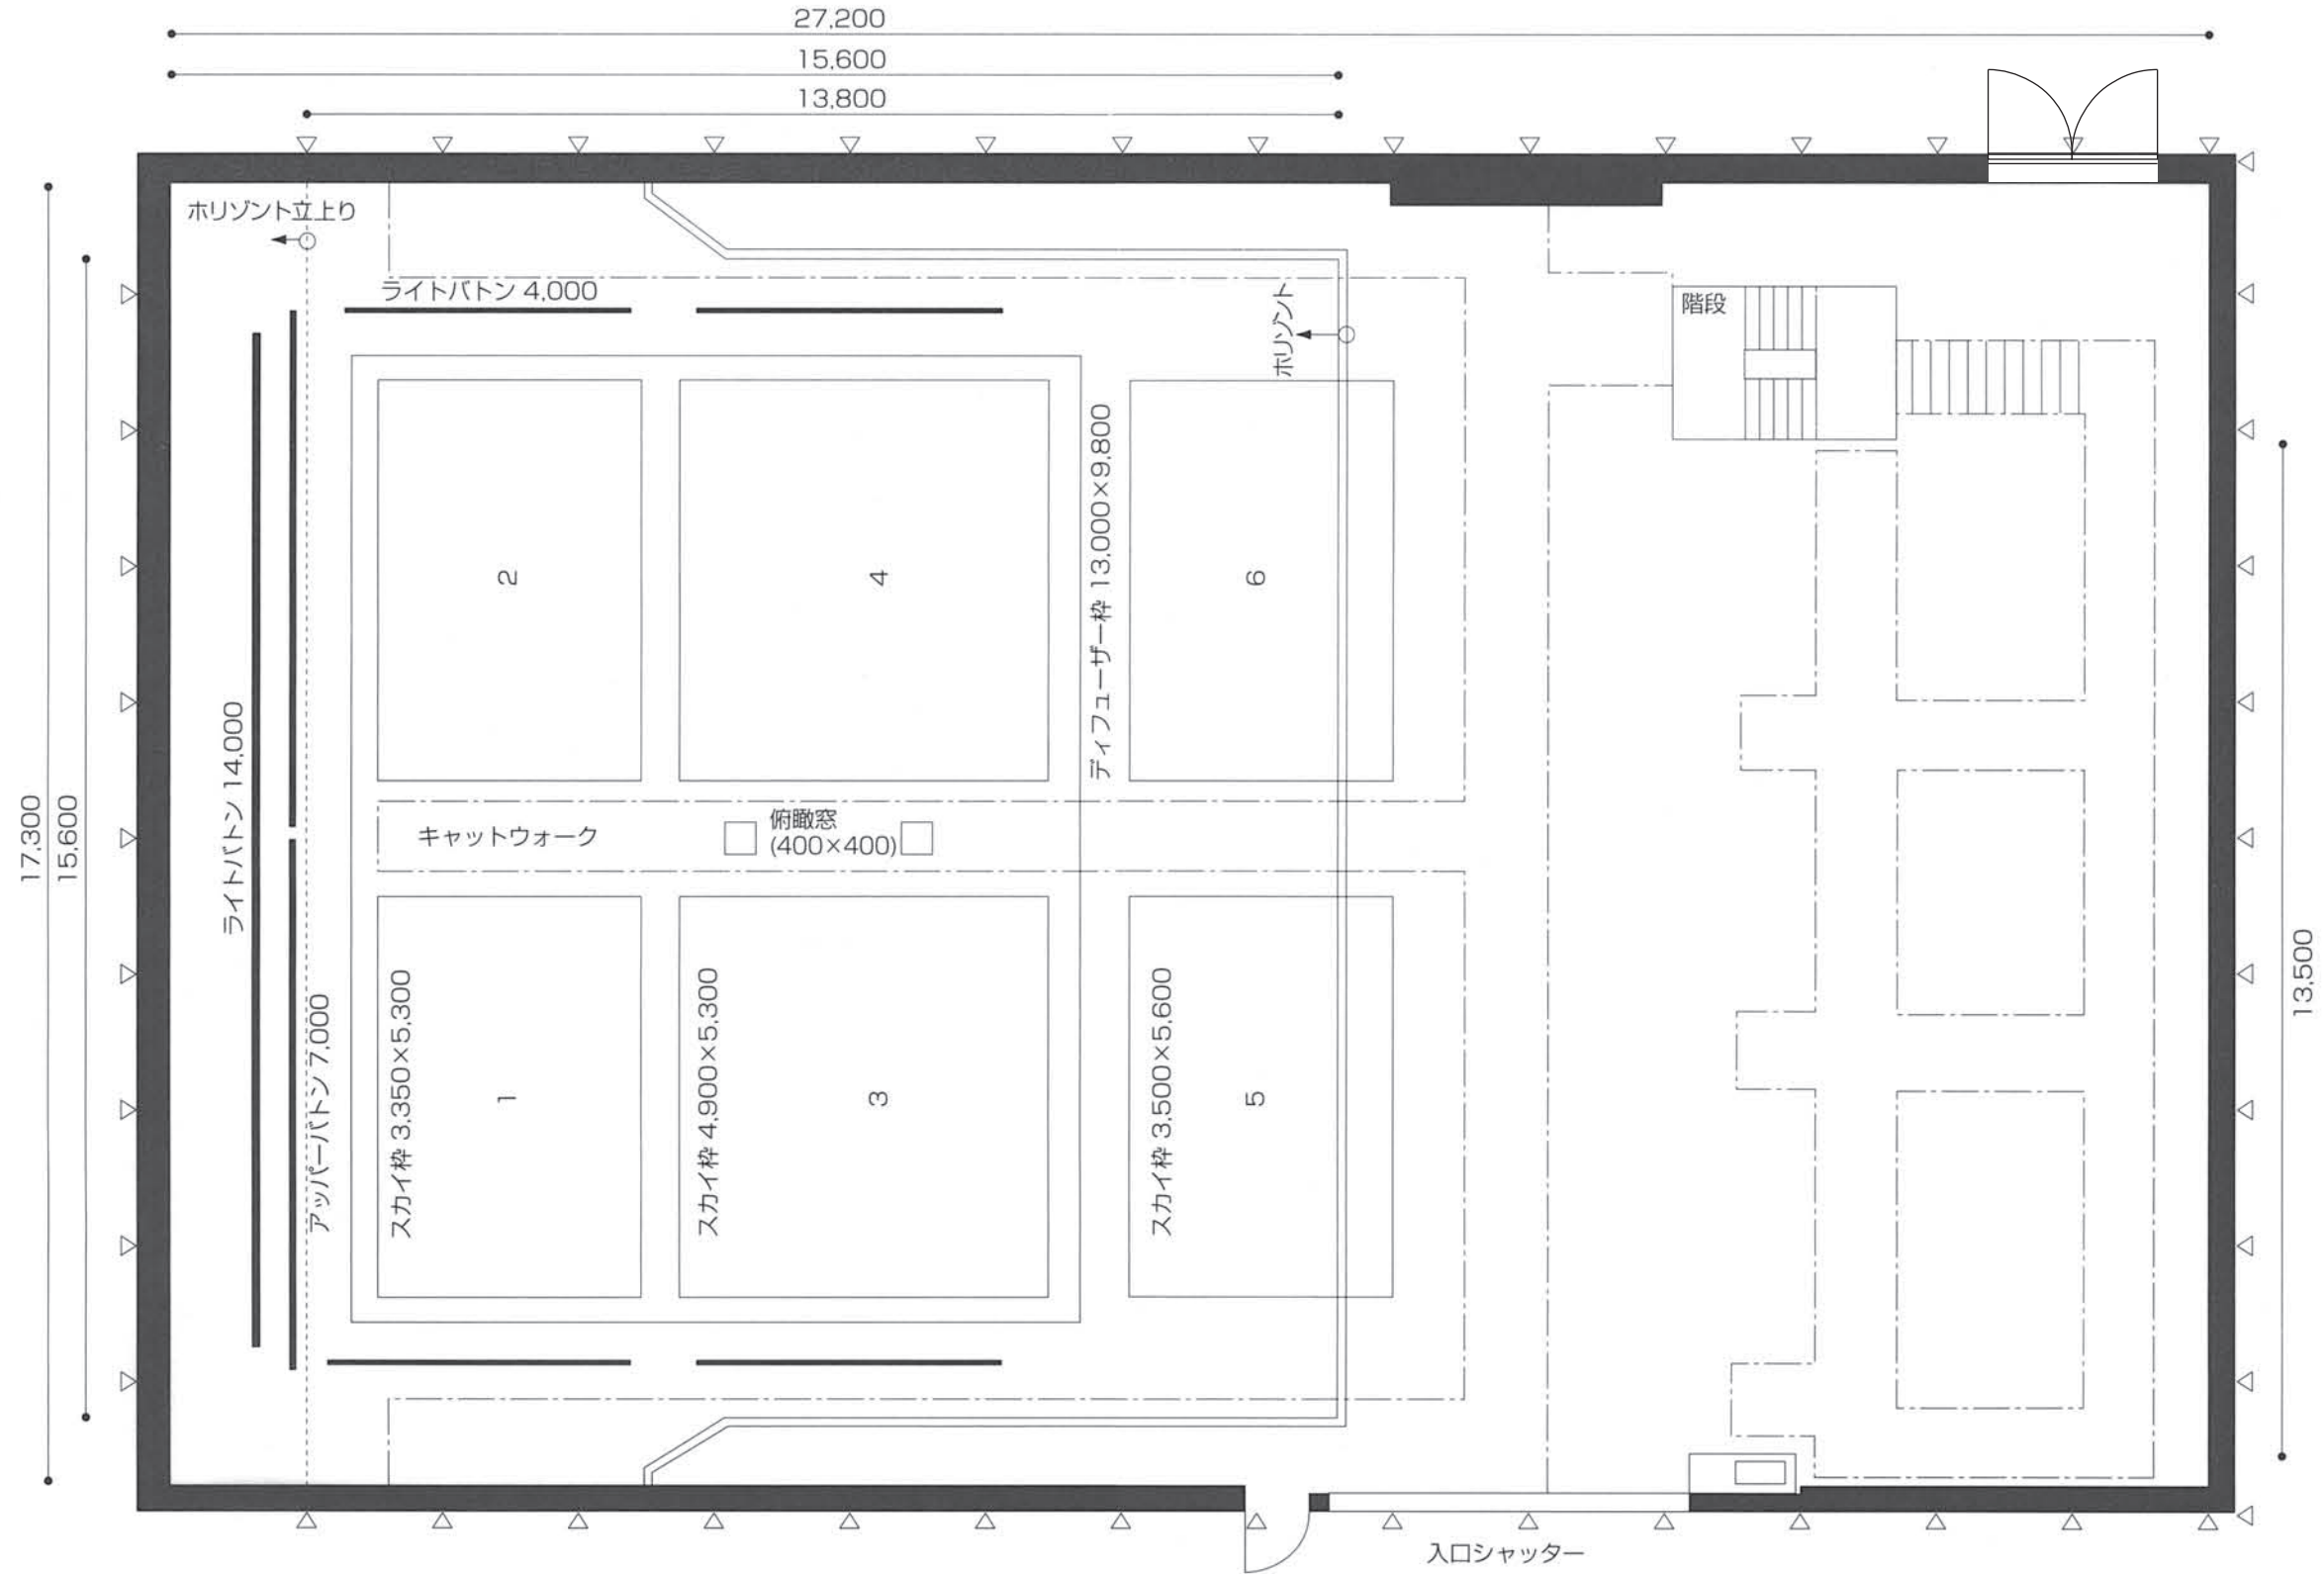 27,200
15,600
13,800
ホリゾント立上り
ライトバトン 4,000
ホリゾント
階段
2
4
6
ディフューザー枠 13,000×9,800
17,300
15,600
ライトバトン 14,000
キャットウォーク
俯瞰窓
(400×400)
アッパーバトン 7,000
スカイ枠 3,350×5,300
1
スカイ枠 4,900×5,300
3
スカイ枠 3,500×5,600
5
13,500
入口シャッター